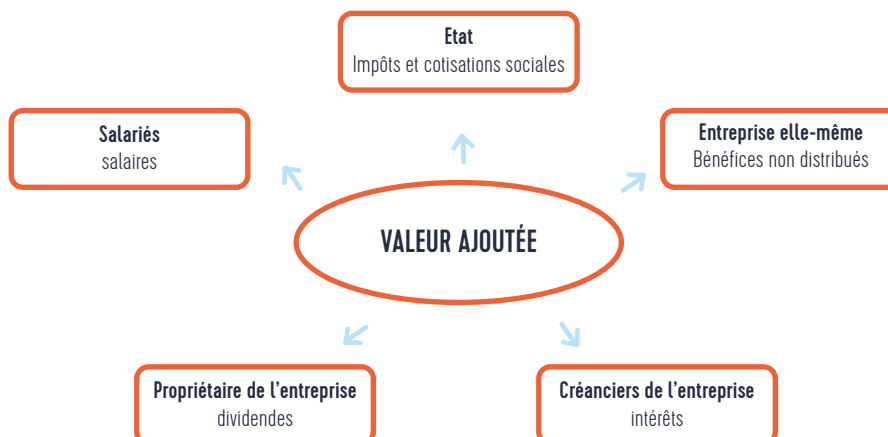 Etat
Impôts et cotisations sociales
Salariés
salaires
Entreprise elle-même
Bénéfices non distribués
VALEUR AJOUTÉE
Propriétaire de l'entreprise
dividendes
Créanciers de l'entreprise
intérêts